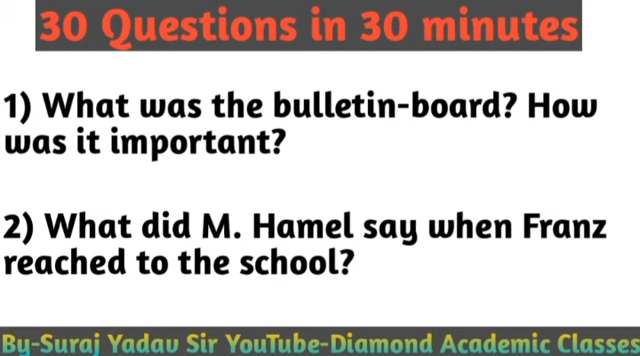 30 Questions in 30 minutes
1) What was the bulletin-board? How
was it important?
2) What did M. Hamel say when Franz
reached to the school?
By-Suraj Yadav Sir YouTube-Diamond Academic Classes